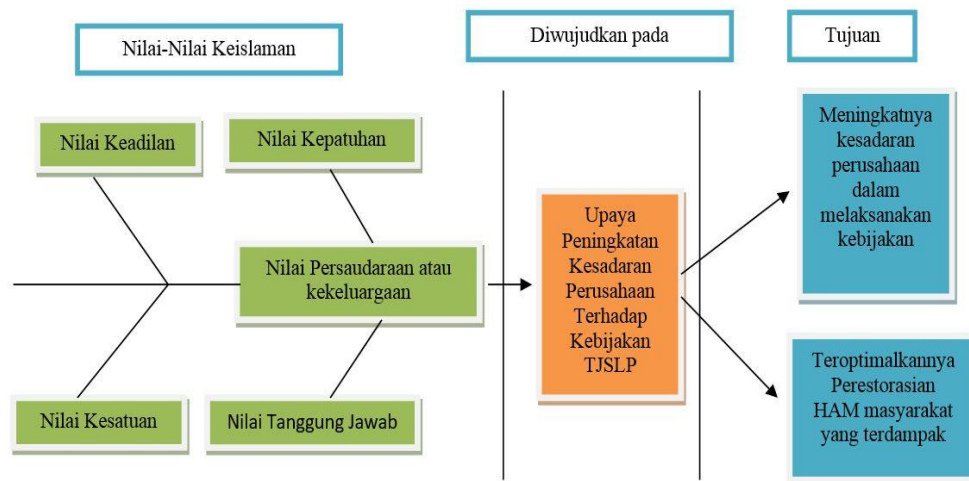 Nilai-Nilai Keislaman
Diwujudkan pada
Tujuan
Nilai Keadilan
Nilai Kepatuhan
Nilai Persaudaraan atau
kekeluargaan
Nilai Kesatuan
Nilai Tanggung Jawab
Upaya
Peningkatan
Kesadaran
Perusahaan
Terhadap
Kebijakan
TJSLP
Meningkatnya
kesadaran
perusahaan
dalam
melaksanakan
kebijakan
Teroptimalkannya
Perestorasian
HAM masyarakat
yang terdampak